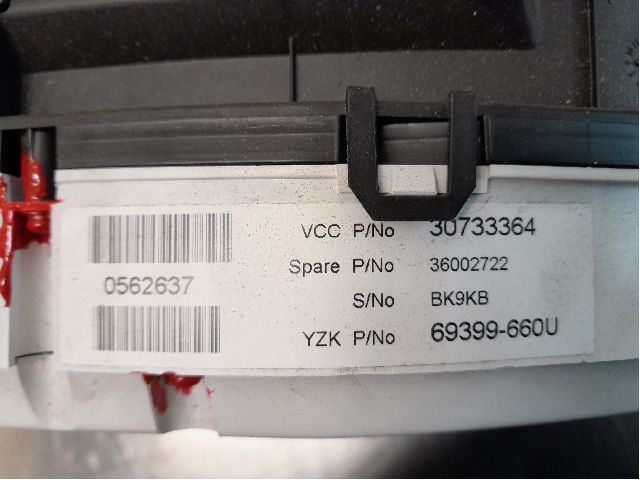 VCC P/No 30733364
Spare P/No 36002722
0562637
S/No BK9KB
YZK P/No 69399-660U